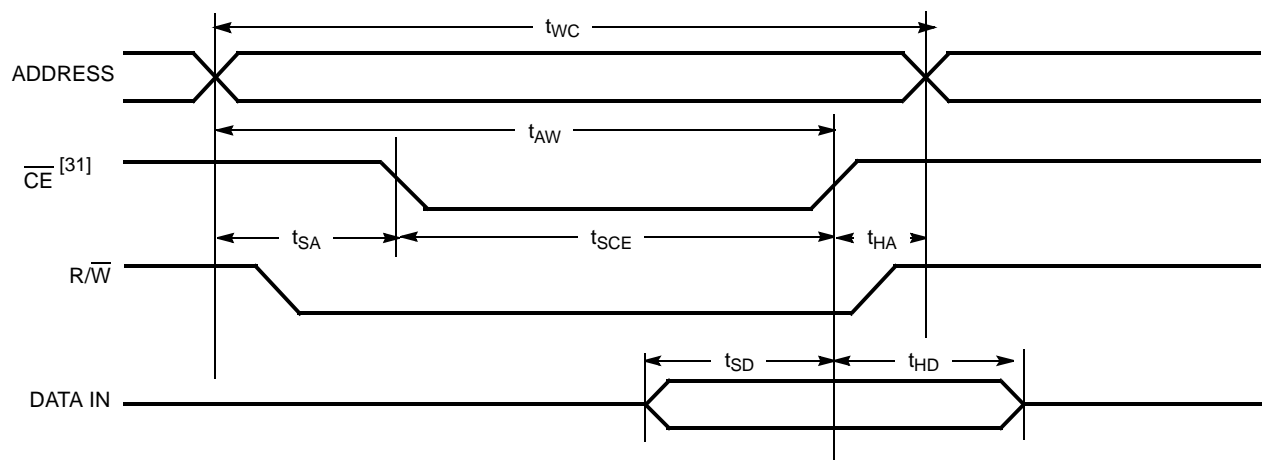 tWC
ADDRESS
tAW
CE [31]
tSA
tSCE
tHA
R/W
tSD
tHD
DATA IN